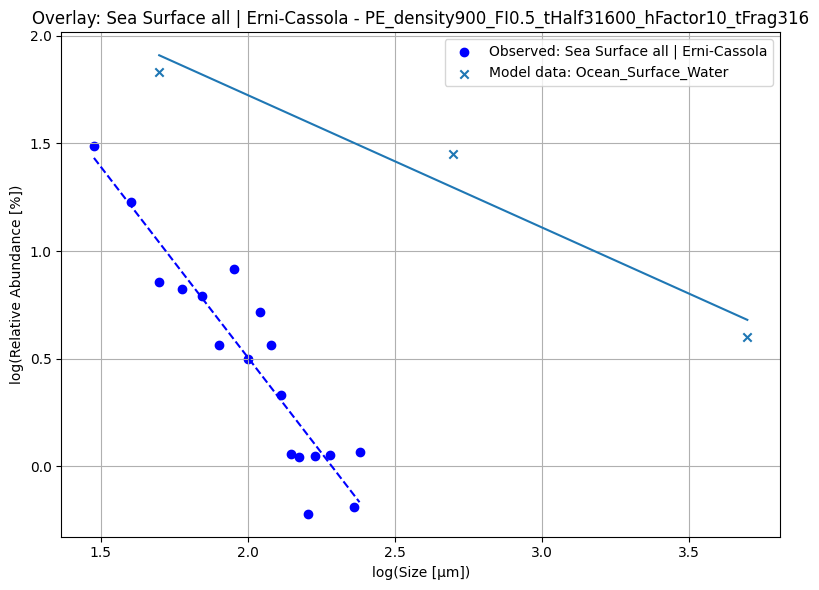 Overlay: Sea Surface all | Erni-Cassola - PE_density900_FI0.5_tHalf31600_hFactor10_tFrag316
Observed: Sea Surface all | Erni-Cassola
Model data: Ocean_Surface_Water
log(Relative Abundance [%])
2.0
1.5
1.0
0.5
0.0
1.5
2.0
2.5
3.0
3.5
log(Size [μm])